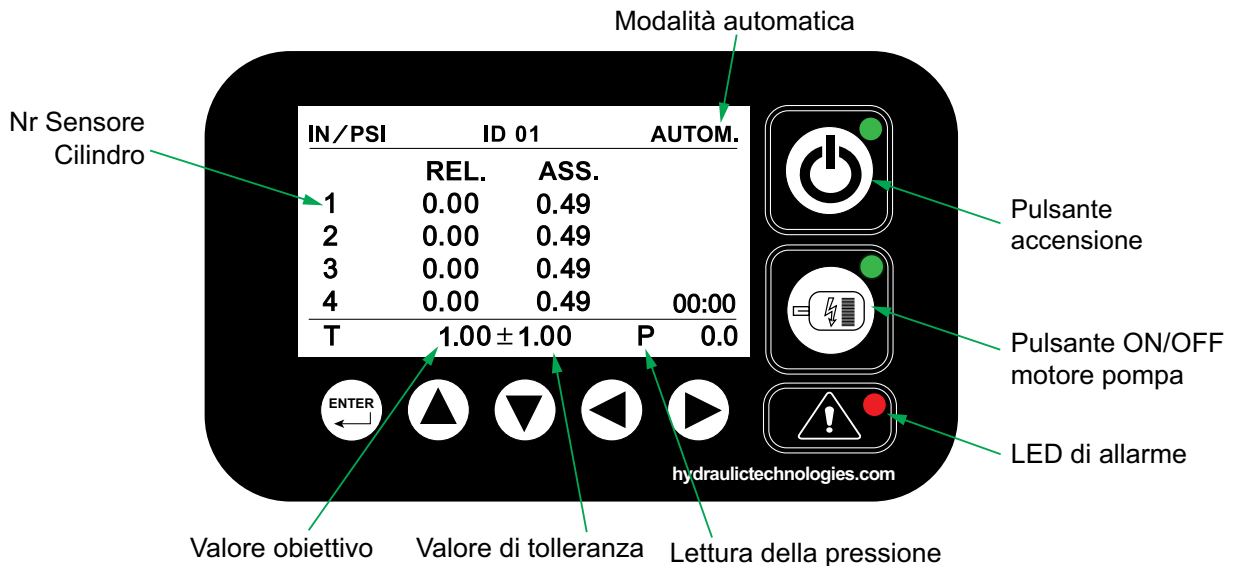 Modalità automatica
Nr Sensore
Cilindro
IN/PSI ID 01 AUTOM.
REL. ASS.
1 0.00 0.49
2 0.00 0.49
3 0.00 0.49
4 0.00 0.49 00:00
T 1.00±1.00 P 0.0
Pulsante
accensione
Pulsante ON/OFF
motore pompa
ENTER
LED di allarme
hydraulictechnologies.com
Valore obiettivo
Valore di tolleranza
Lettura della pressione